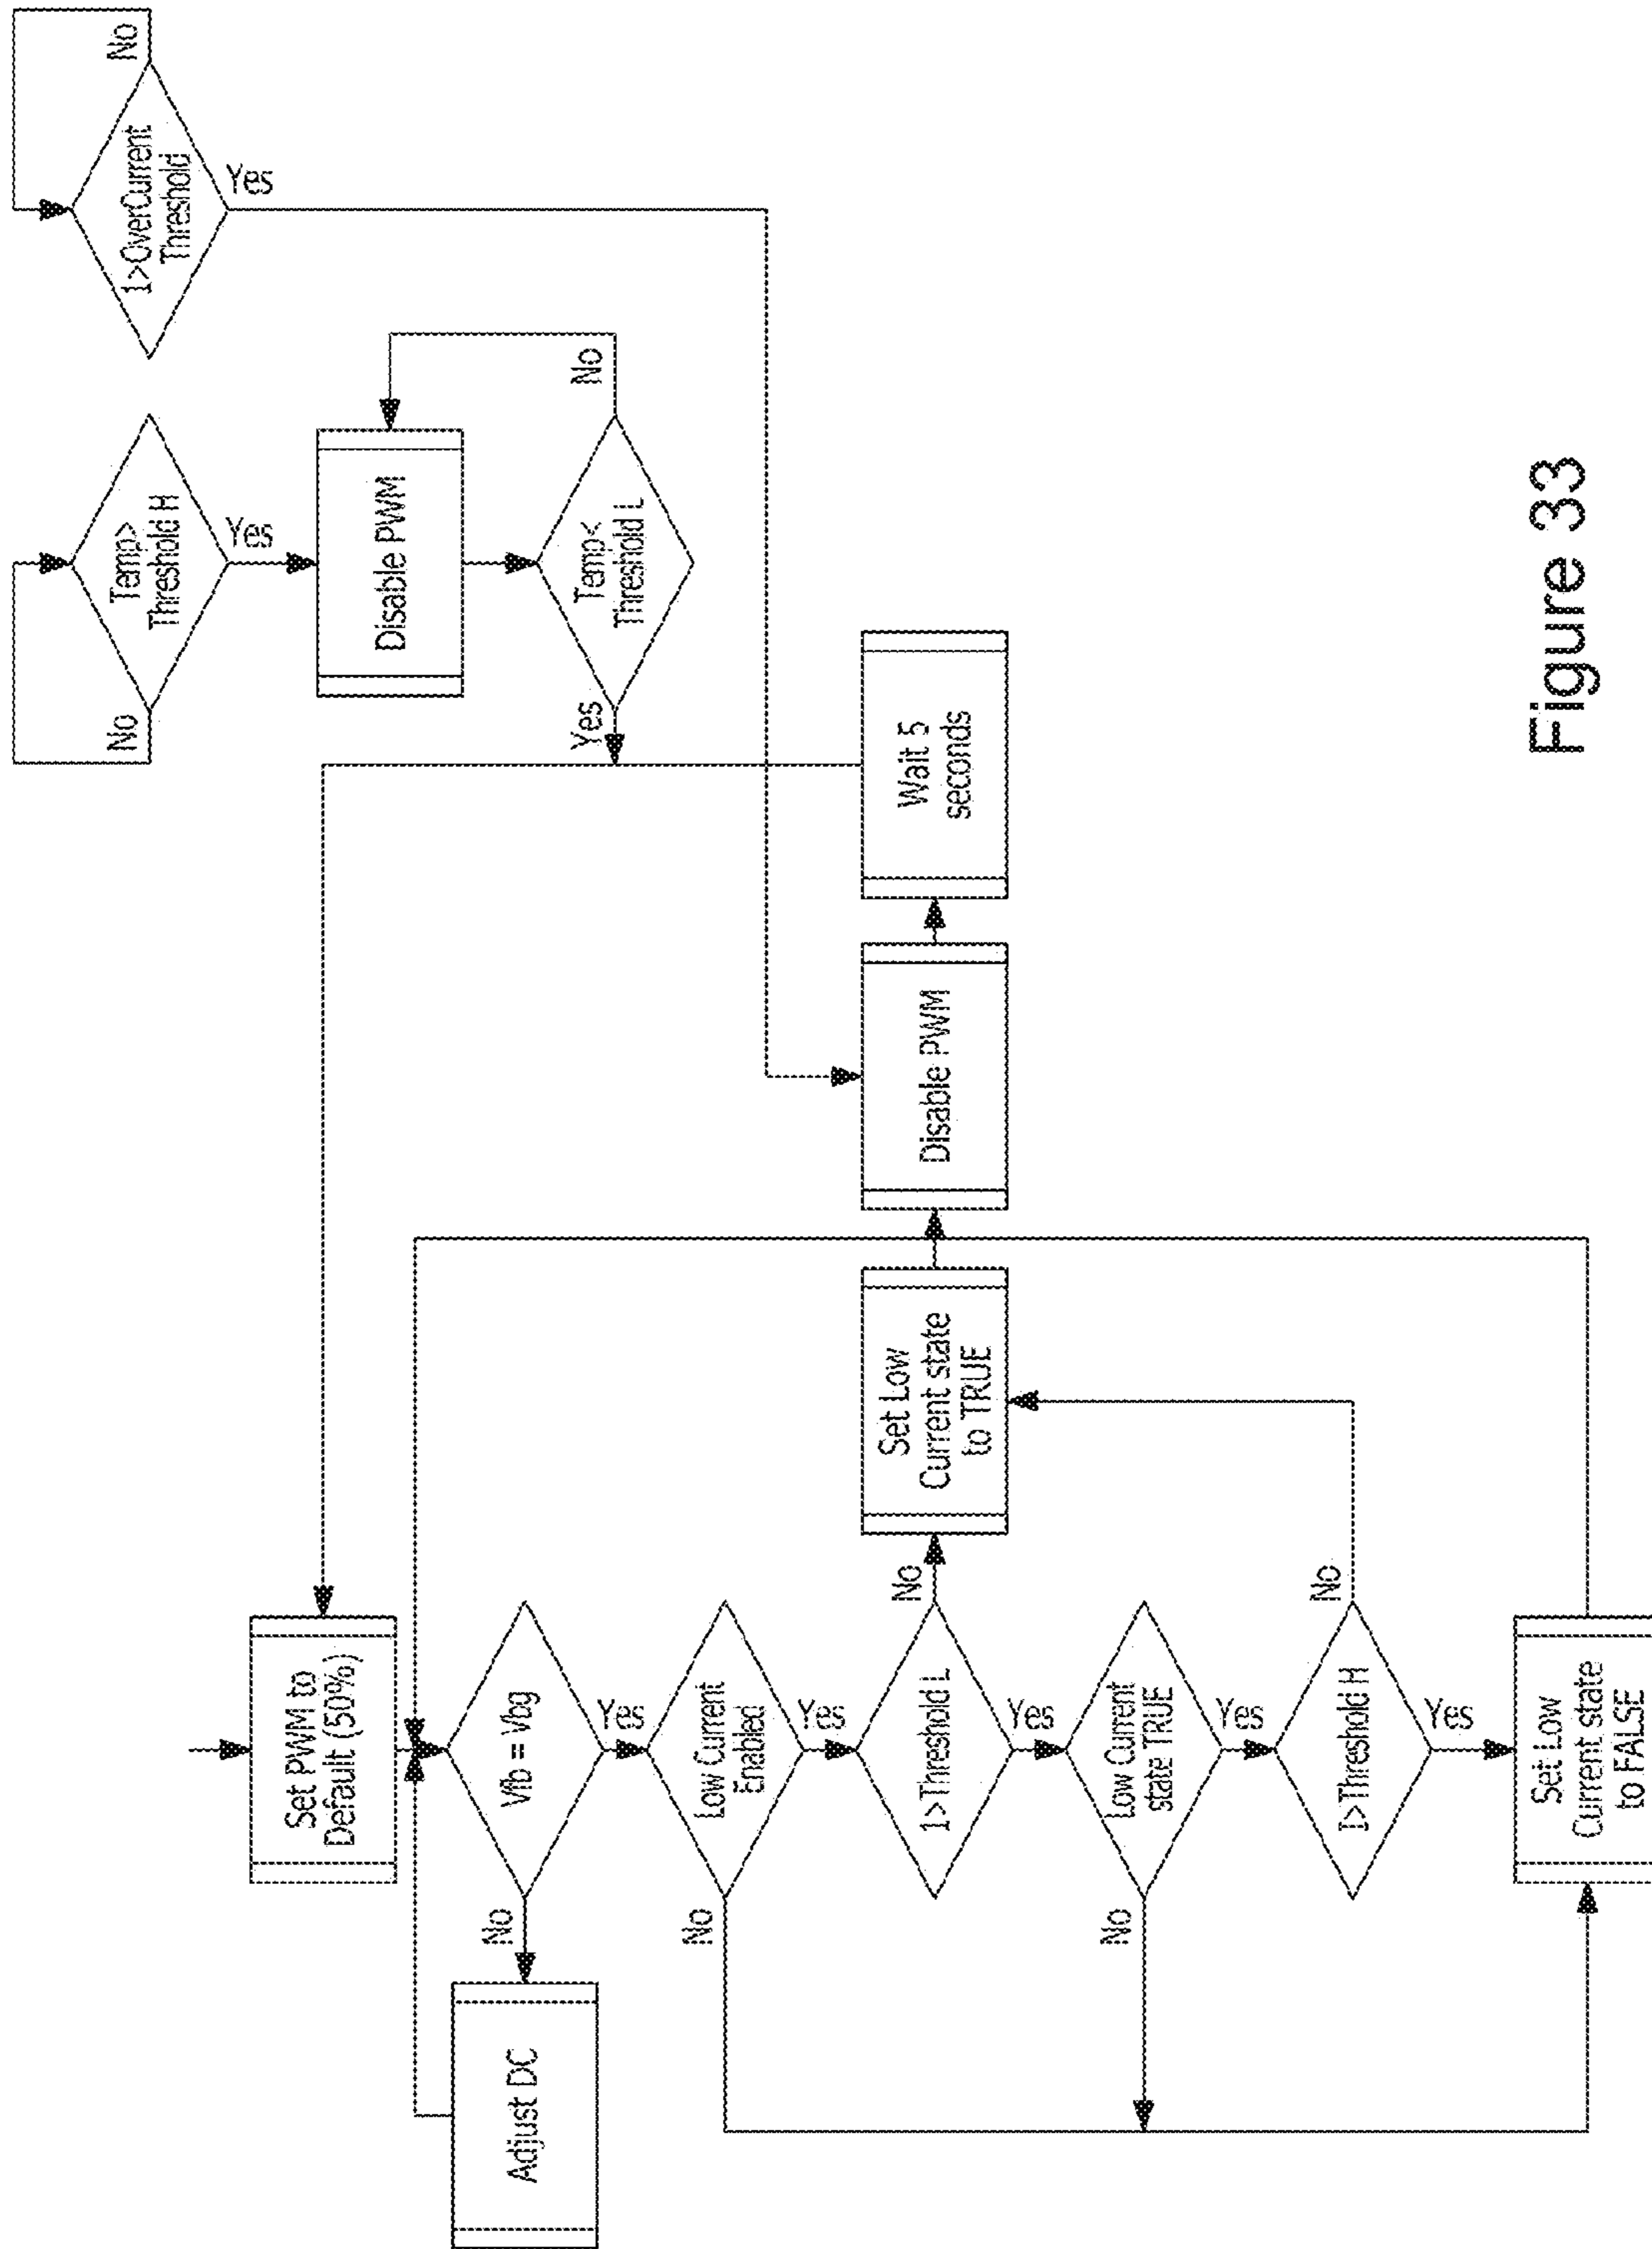 Set PWM to
Default (50%)
Adjust DC
No
Vfb = Vbg
Yes
Low Current
Enabled
No
Yes
1>Threshold L
No
Yes
Set Low
Current state
to TRUE
Low Current
state TRUE
No
Yes
I>Threshold H
No
Yes
Set Low
Current state
to FALSE
Disable PWM
Wait 5
seconds
No
Temp>
Threshold H
Yes
Disable PWM
Temp<
Threshold L
Yes
No
1>OverCurrent
Threshold
No
Yes
Figure 33